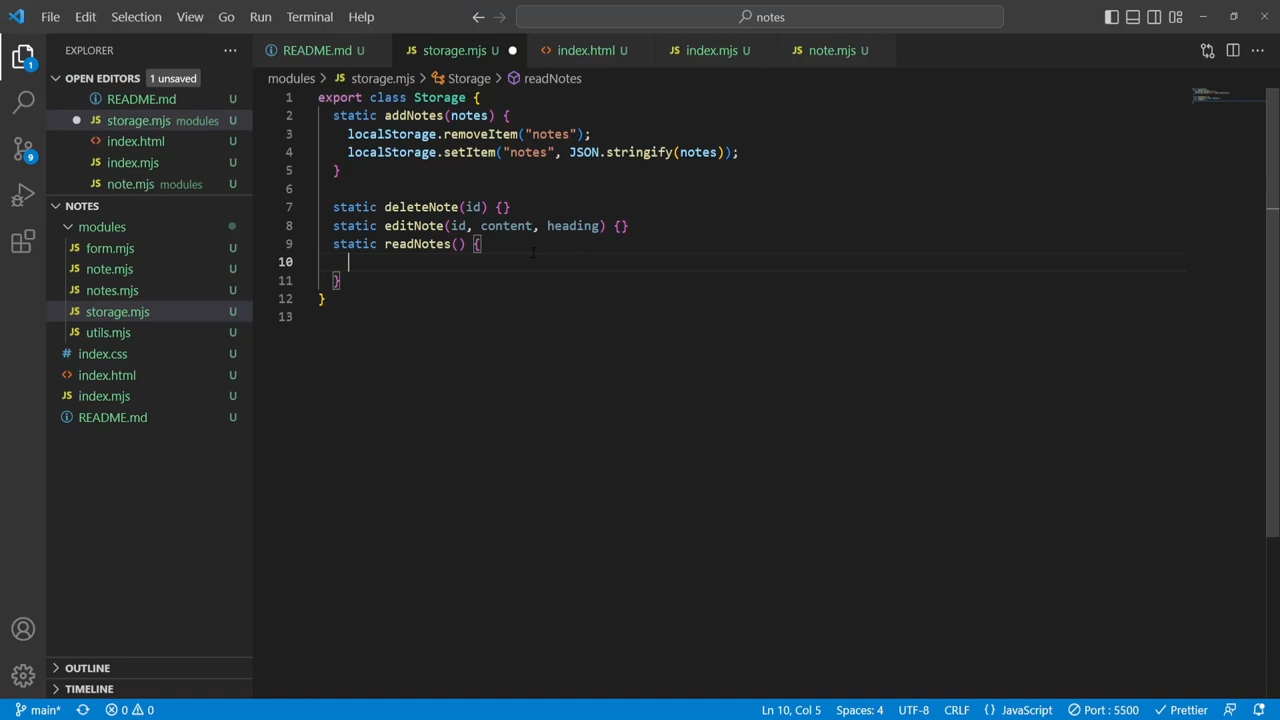 File Edit Selection View Go Run Terminal Help
notes
EXPLORER
README.md U
storage.mjs U
index.html U
index.mjs U
note.mjs U
OPEN EDITORS 1 unsaved
README.md U
storage.mjs modules U
index.html U
index.mjs U
note.mjs modules U
NOTES
modules
form.mjs U
note.mjs U
notes.mjs U
storage.mjs U
utils.mjs U
index.css U
index.html U
index.mjs U
README.md U
OUTLINE
TIMELINE
1
9
modules > storage.mjs > Storage > readNotes
1 export class Storage {
2 static addNotes(notes) {
3 localStorage.removeItem("notes");
4 localStorage.setItem("notes", JSON.stringify(notes));
5 }
6
7 static deleteNote(id) {}
8 static editNote(id, content, heading) {}
9 static readNotes() {
10
11 }
12 }
13
main* 0 0 Ln 10, Col 5 Spaces: 4 UTF-8 CRLF {} JavaScript Port : 5500 Prettier